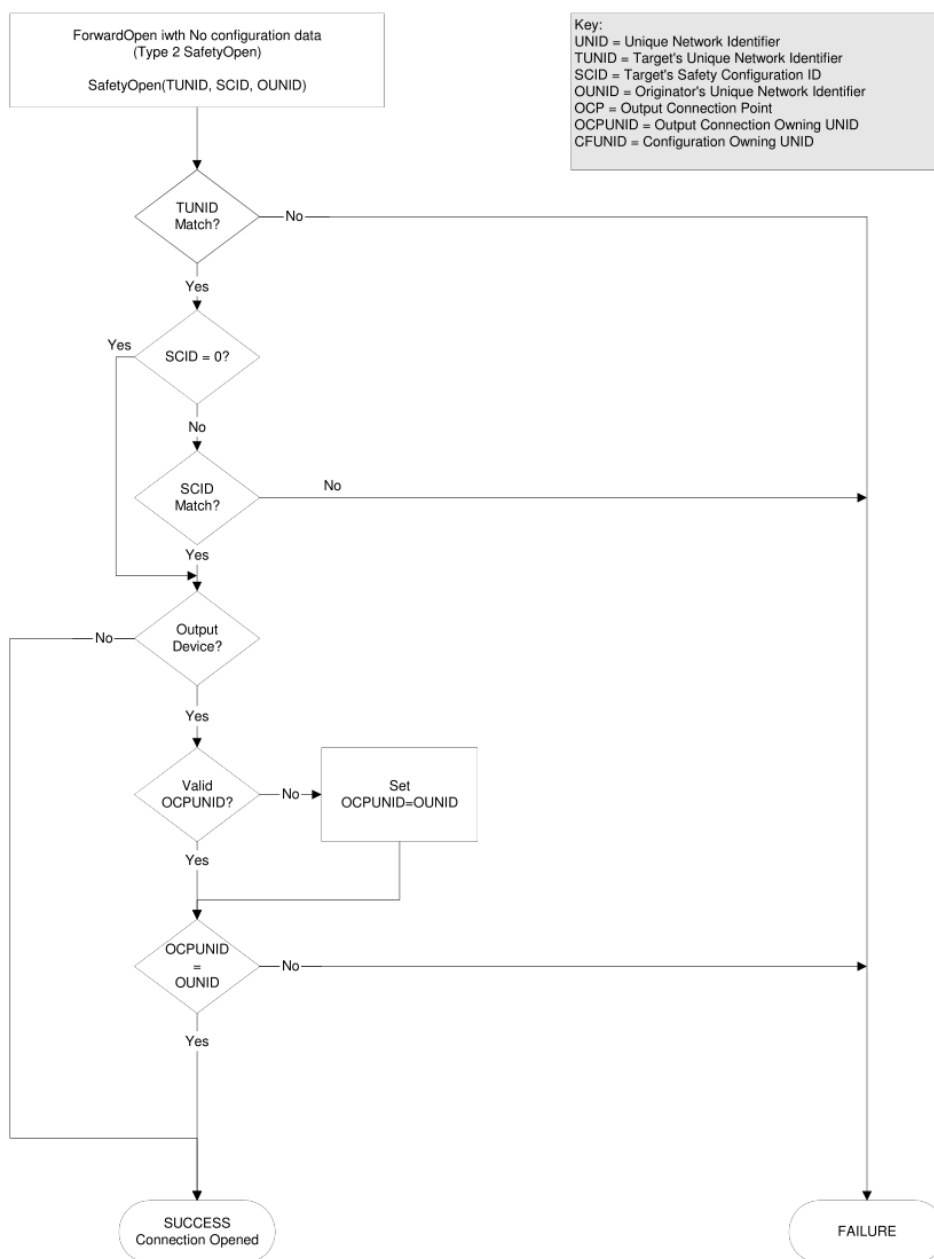 ForwardOpen iwth No configuration data
(Type 2 SafetyOpen)
SafetyOpen(TUNID, SCID, OUNID)
Key:
UNID = Unique Network Identifier
TUNID = Target's Unique Network Identifier
SCID = Target's Safety Configuration ID
OUNID = Originator's Unique Network Identifier
OCP = Output Connection Point
OCPUNID = Output Connection Owning UNID
CFUNID = Configuration Owning UNID
TUNID
Match?
No
Yes
Yes
SCID = 0?
No
SCID
Match?
No
Yes
No
Output
Device?
Yes
Valid
OCPUNID?
No
Set
OCPUNID=OUNID
Yes
OCPUNID
=
OUNID
No
Yes
SUCCESS
Connection Opened
FAILURE